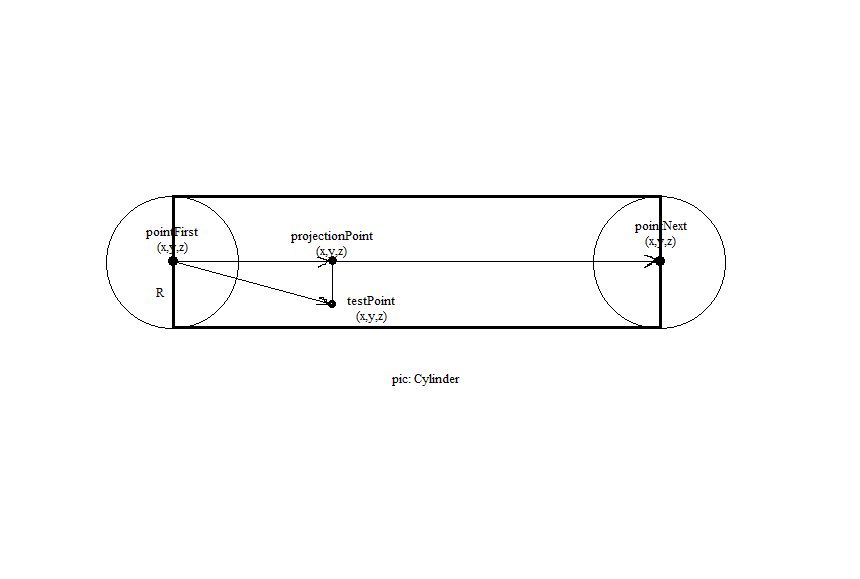 pointFirst
(x,y,z)
projectionPoint
(x,y,z)
pointNext
(x,y,z)
R
testPoint
(x,y,z)
pic: Cylinder